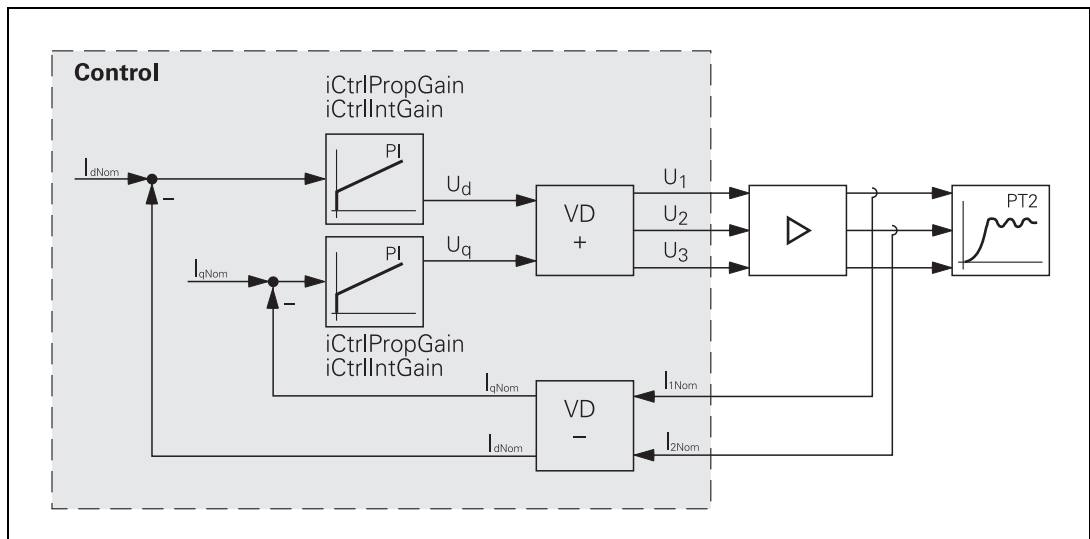 Control
iCtrlPropGain
iCtrlIntGain
PI
IdNom
–
Ud
U1
VD
+
U2
U3
PT2
PI
IqNom
–
Uq
iCtrlPropGain
iCtrlIntGain
IqNom
I1Nom
VD
–
IdNom
I2Nom